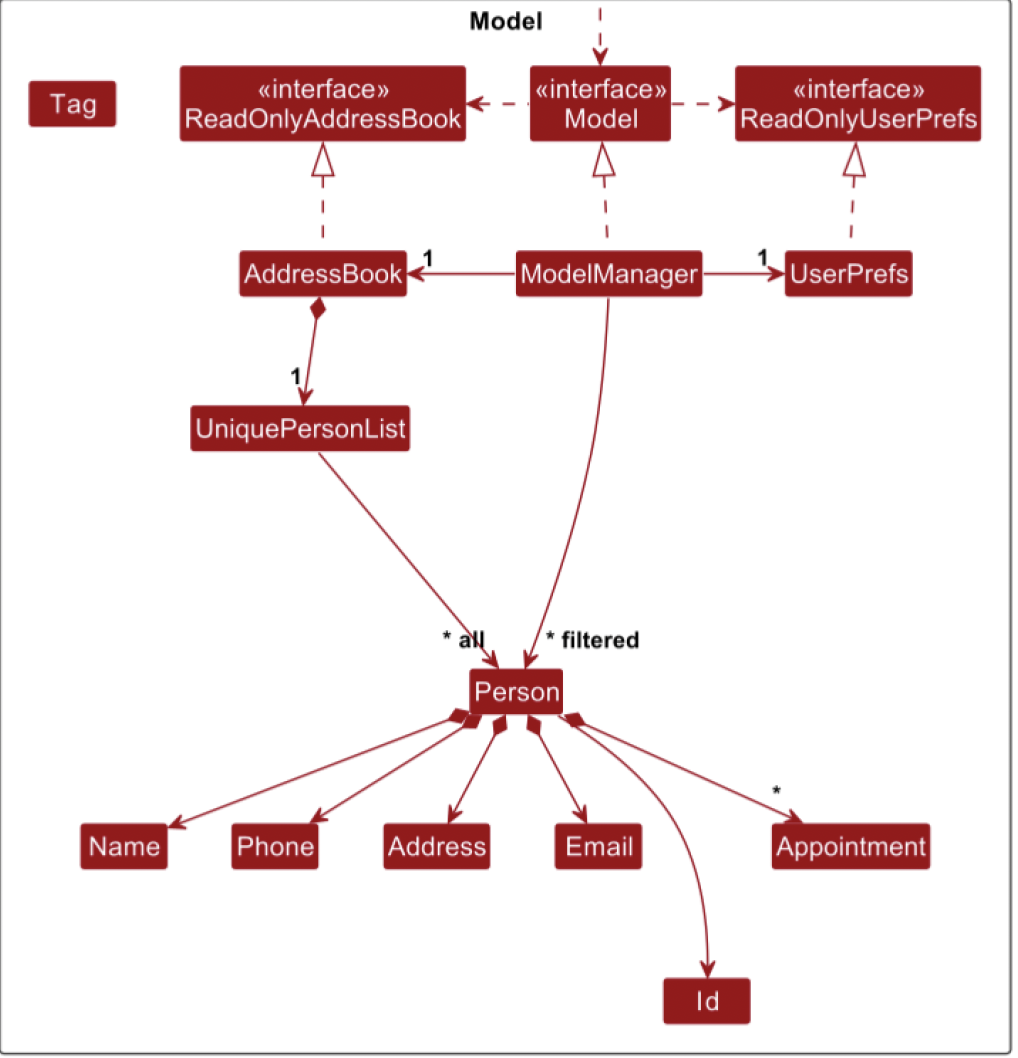 Model
Tag
«interface»
ReadOnlyAddressBook
«interface»
Model
«interface»
ReadOnlyUserPrefs
AddressBook
1
ModelManager
1
UserPrefs
1
UniquePersonList
* all
* filtered
Person
*
Name
Phone
Address
Email
Appointment
Id